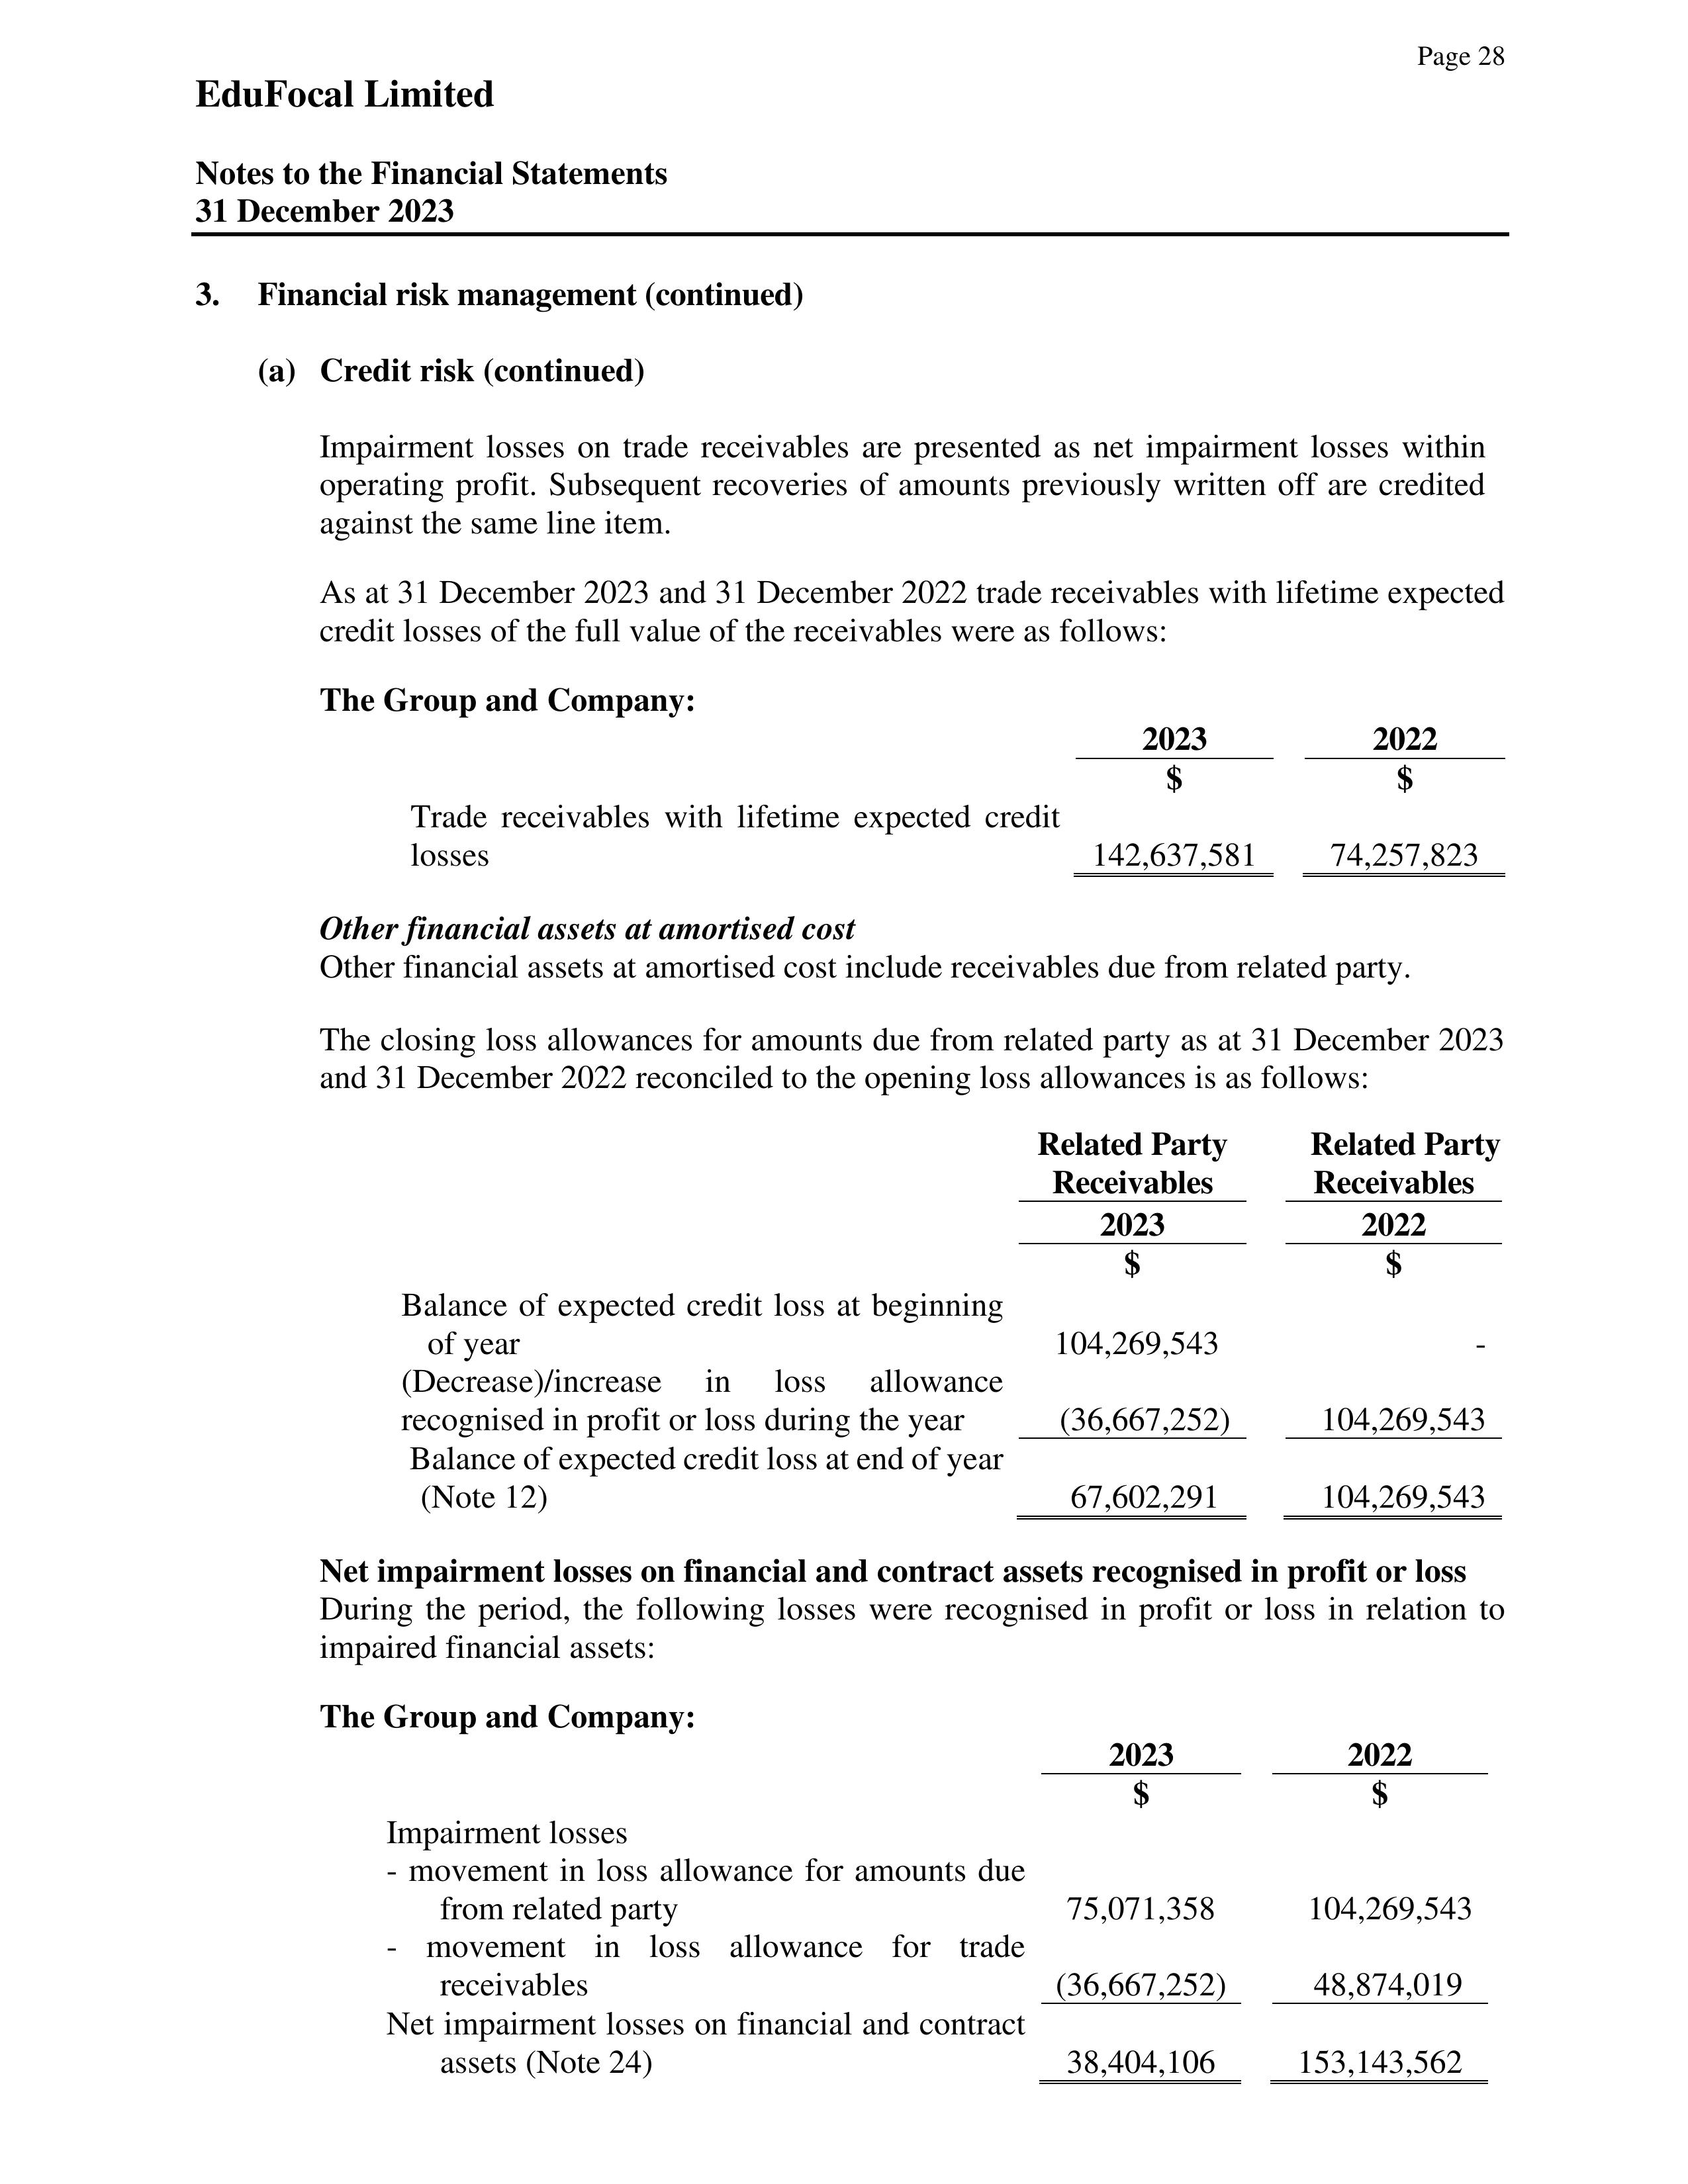 Page 28
EduFocal Limited
Notes to the Financial Statements
31 December 2023
3. Financial risk management (continued)
(a) Credit risk (continued)
Impairment losses on trade receivables are presented as net impairment losses within
operating profit. Subsequent recoveries of amounts previously written off are credited
against the same line item.
As at 31 December 2023 and 31 December 2022 trade receivables with lifetime expected
credit losses of the full value of the receivables were as follows:
The Group and Company:
2023 2022
$ $
Trade receivables with lifetime expected credit
losses 142,637,581 74,257,823
Other financial assets at amortised cost
Other financial assets at amortised cost include receivables due from related party.
The closing loss allowances for amounts due from related party as at 31 December 2023
and 31 December 2022 reconciled to the opening loss allowances is as follows:
Related Party Related Party
Receivables Receivables
2023 2022
$ $
Balance of expected credit loss at beginning
of year 104,269,543 -
(Decrease)/increase in loss allowance
recognised in profit or loss during the year (36,667,252) 104,269,543
Balance of expected credit loss at end of year
(Note 12) 67,602,291 104,269,543
Net impairment losses on financial and contract assets recognised in profit or loss
During the period, the following losses were recognised in profit or loss in relation to
impaired financial assets:
The Group and Company:
2023 2022
$ $
Impairment losses
- movement in loss allowance for amounts due
from related party 75,071,358 104,269,543
- movement in loss allowance for trade
receivables (36,667,252) 48,874,019
Net impairment losses on financial and contract
assets (Note 24) 38,404,106 153,143,562